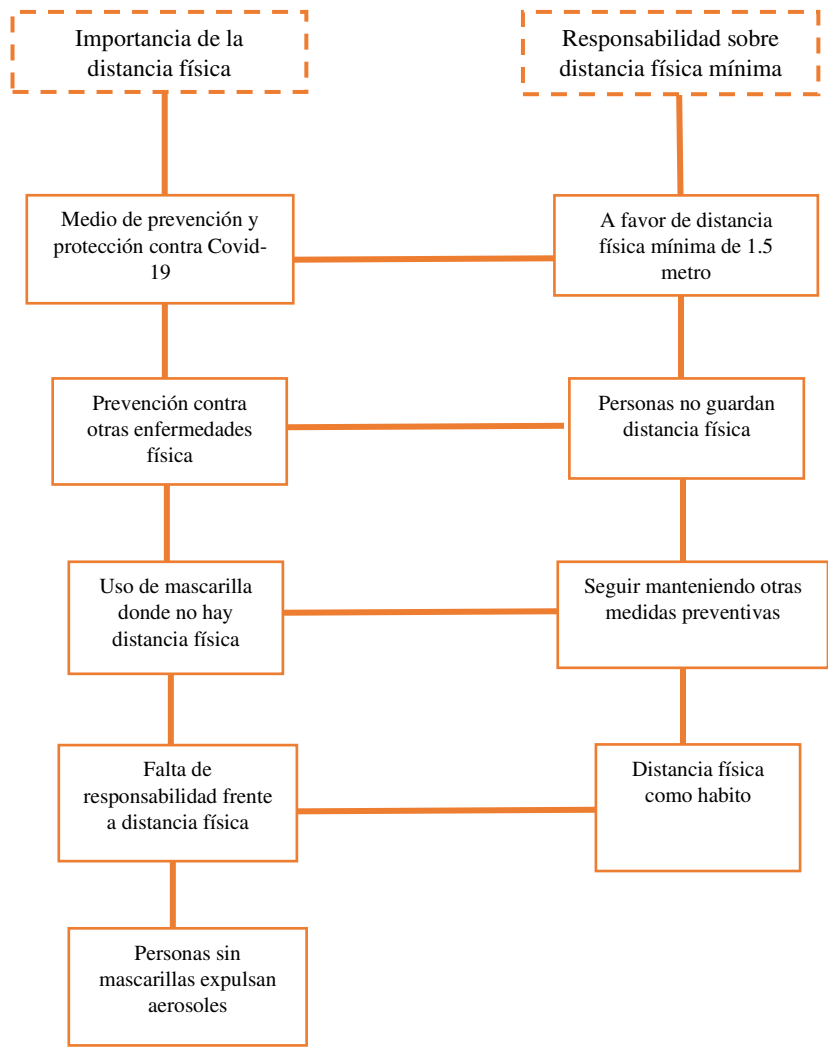 Importancia de la
distancia física
Responsabilidad sobre
distancia física mínima
Medio de prevención y
protección contra Covid-
19
A favor de distancia
física mínima de 1.5
metro
Prevención contra
otras enfermedades
física
Personas no guardan
distancia física
Uso de mascarilla
donde no hay
distancia física
Seguir manteniendo otras
medidas preventivas
Falta de
responsabilidad frente
a distancia física
Distancia física
como habito
Personas sin
mascarillas expulsan
aerosoles